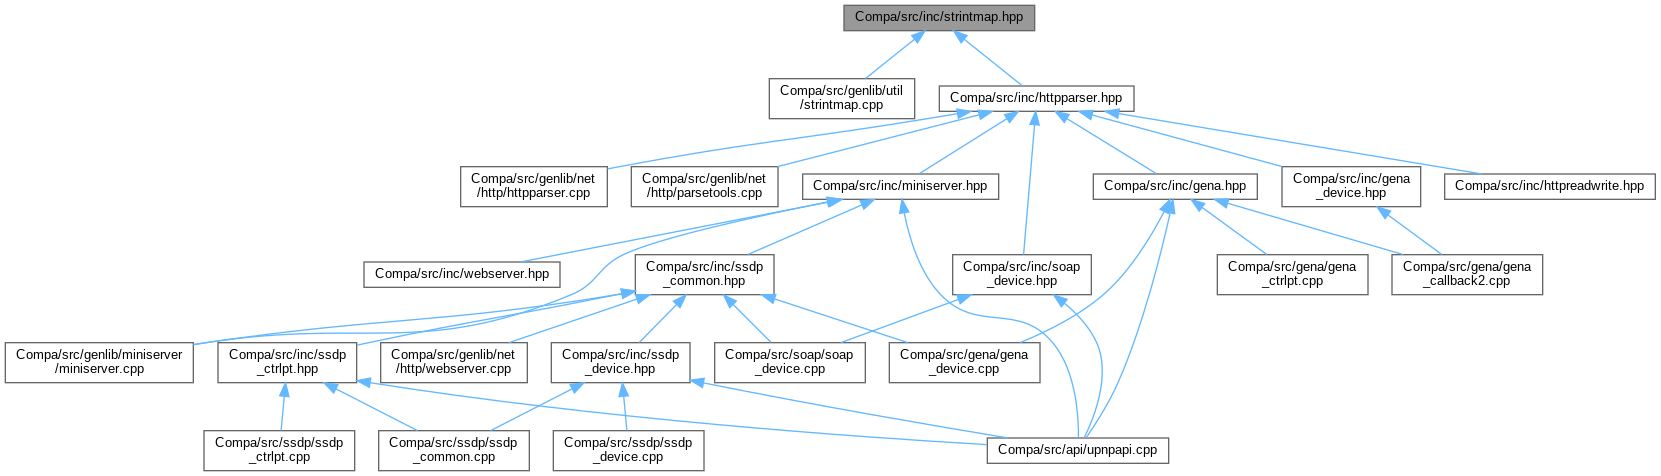 Compa/src/inc/strintmap.hpp
Compa/src/genlib/util
/strintmap.cpp
Compa/src/inc/httpparser.hpp
Compa/src/genlib/net
/http/httpparser.cpp
Compa/src/genlib/net
/http/parsetools.cpp
Compa/src/inc/miniserver.hpp
Compa/src/inc/gena.hpp
Compa/src/inc/gena
_device.hpp
Compa/src/inc/httpreadwrite.hpp
Compa/src/inc/webserver.hpp
Compa/src/inc/ssdp
_common.hpp
Compa/src/inc/soap
_device.hpp
Compa/src/gena/gena
_ctrlpt.cpp
Compa/src/gena/gena
_callback2.cpp
Compa/src/genlib/miniserver
/miniserver.cpp
Compa/src/inc/ssdp
_ctrlpt.hpp
Compa/src/genlib/net
/http/webserver.cpp
Compa/src/inc/ssdp
_device.hpp
Compa/src/soap/soap
_device.cpp
Compa/src/gena/gena
_device.cpp
Compa/src/ssdp/ssdp
_ctrlpt.cpp
Compa/src/ssdp/ssdp
_common.cpp
Compa/src/ssdp/ssdp
_device.cpp
Compa/src/api/upnpapi.cpp